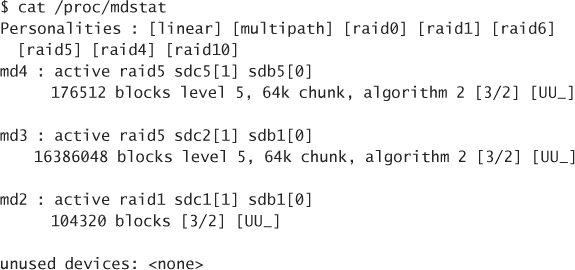 $ cat /proc/mdstat
Personalities : [linear] [multipath] [raid0] [raid1] [raid6]
[raid5] [raid4] [raid10]
md4 : active raid5 sdc5[1] sdb5[0]
176512 blocks level 5, 64k chunk, algorithm 2 [3/2] [UU_]
md3 : active raid5 sdc2[1] sdb1[0]
16386048 blocks level 5, 64k chunk, algorithm 2 [3/2] [UU_]
md2 : active raid1 sdc1[1] sdb1[0]
104320 blocks [3/2] [UU_]
unused devices: <none>